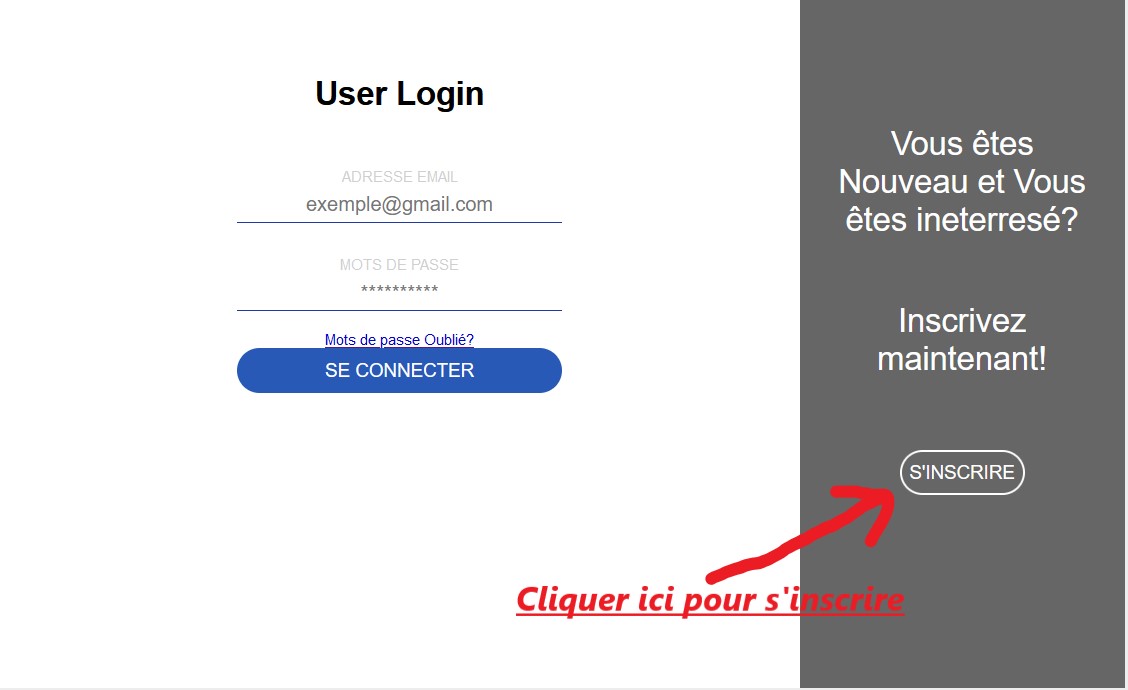 User Login
ADRESSE EMAIL
exemple@gmail.com
MOTS DE PASSE
**********
Mots de passe Oublié?
SE CONNECTER
Vous êtes
Nouveau et Vous
êtes ineterresé?
Inscrivez
maintenant!
S'INSCRIRE
Cliquer ici pour s'inscrire